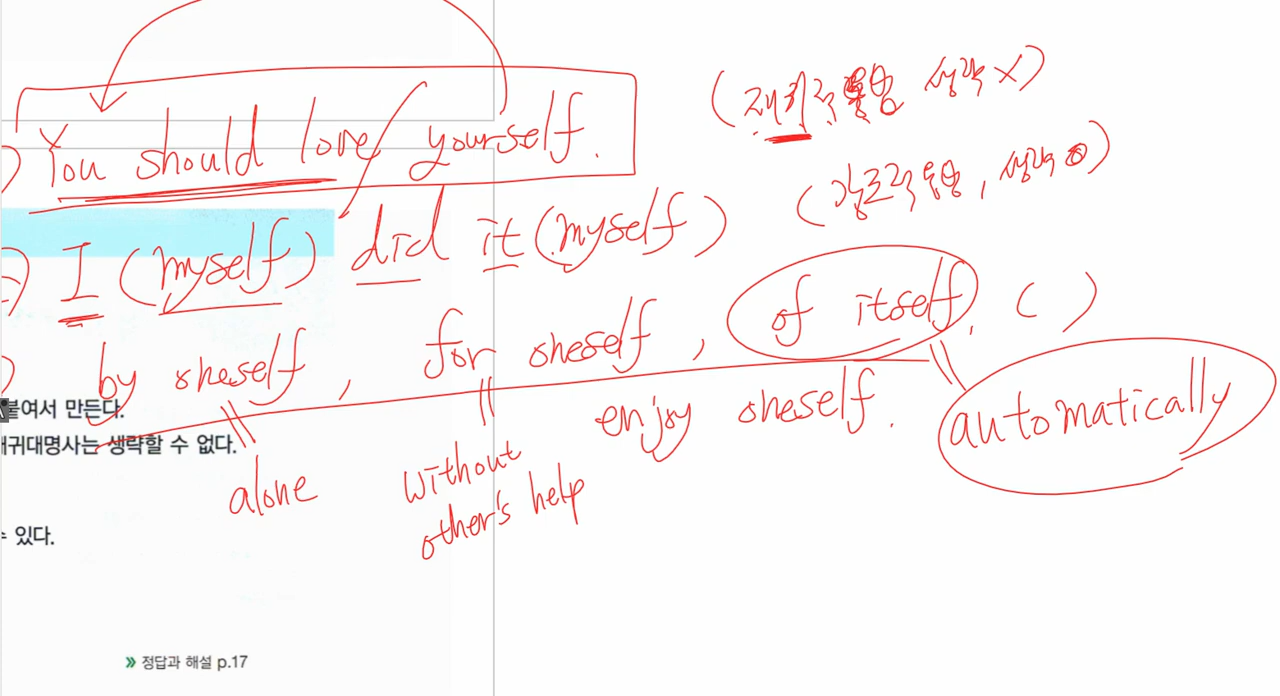 You should love yourself. (재귀적 용법 생략 X)
I (myself) did it (myself) (강조적 용법, 생략 O)
by oneself, for oneself, of itself, ( )
alone without other's help enjoy oneself. automatically
붙여서 만든다.
귀대명사는 생략할 수 없다.
있다.
» 정답과 해설 p.17